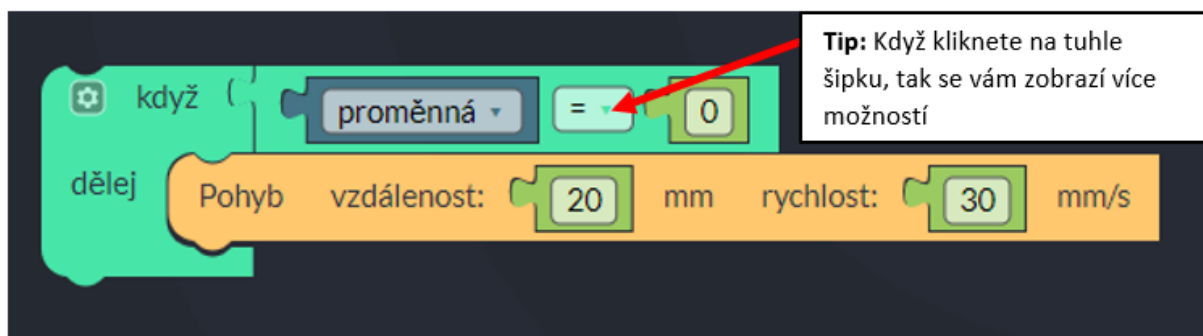 Tip: Když kliknete na tuhle
šipku, tak se vám zobrazí více
možností
když proměnná = 0
dělej Pohyb vzdálenost: 20 mm rychlost: 30 mm/s